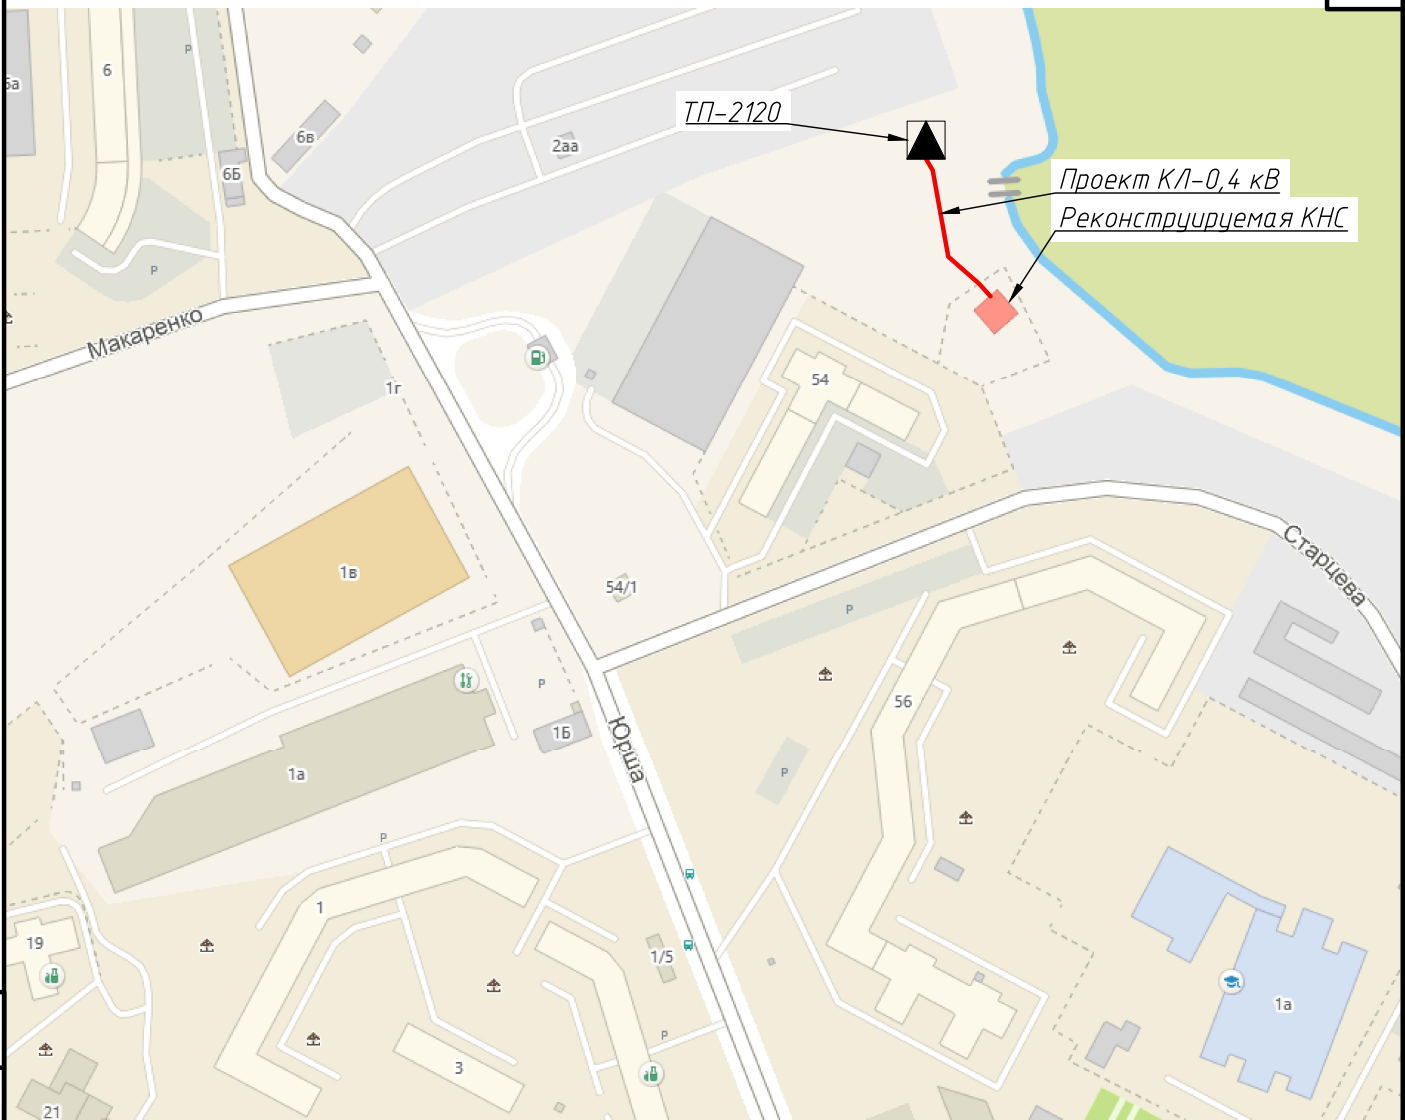 6
Р
5а
6в
6Б
2аа
ТП-2120
Проект КЛ-0,4 кВ
Реконструируемая КНС
Р
Макаренко
1г
54
1в
54/1
Старцева
Р
Р
56
1Б
Юрша
1а
Р
Р
1
19
1/5
1а
Р
3
21